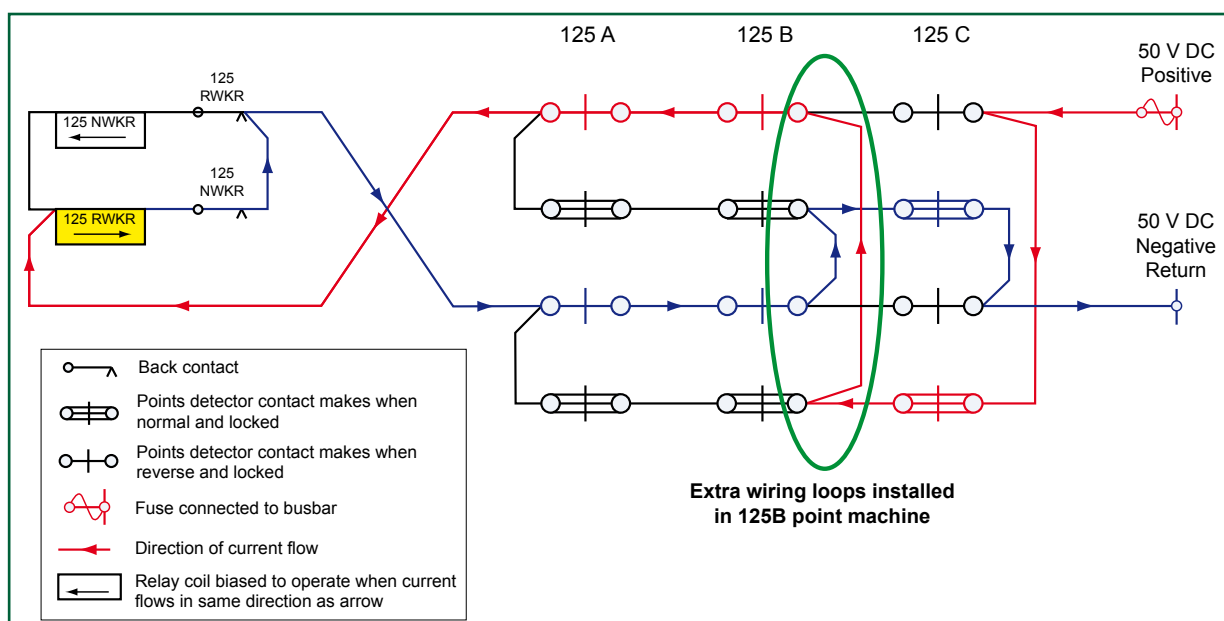 125 A
125 B
125 C
50 V DC
Positive
125
RWKR
125 NWKR
125
NWKR
125 RWKR
50 V DC
Negative
Return
Back contact
Points detector contact makes when
normal and locked
Points detector contact makes when
reverse and locked
Fuse connected to busbar
Direction of current flow
Relay coil biased to operate when current
flows in same direction as arrow
Extra wiring loops installed
in 125B point machine